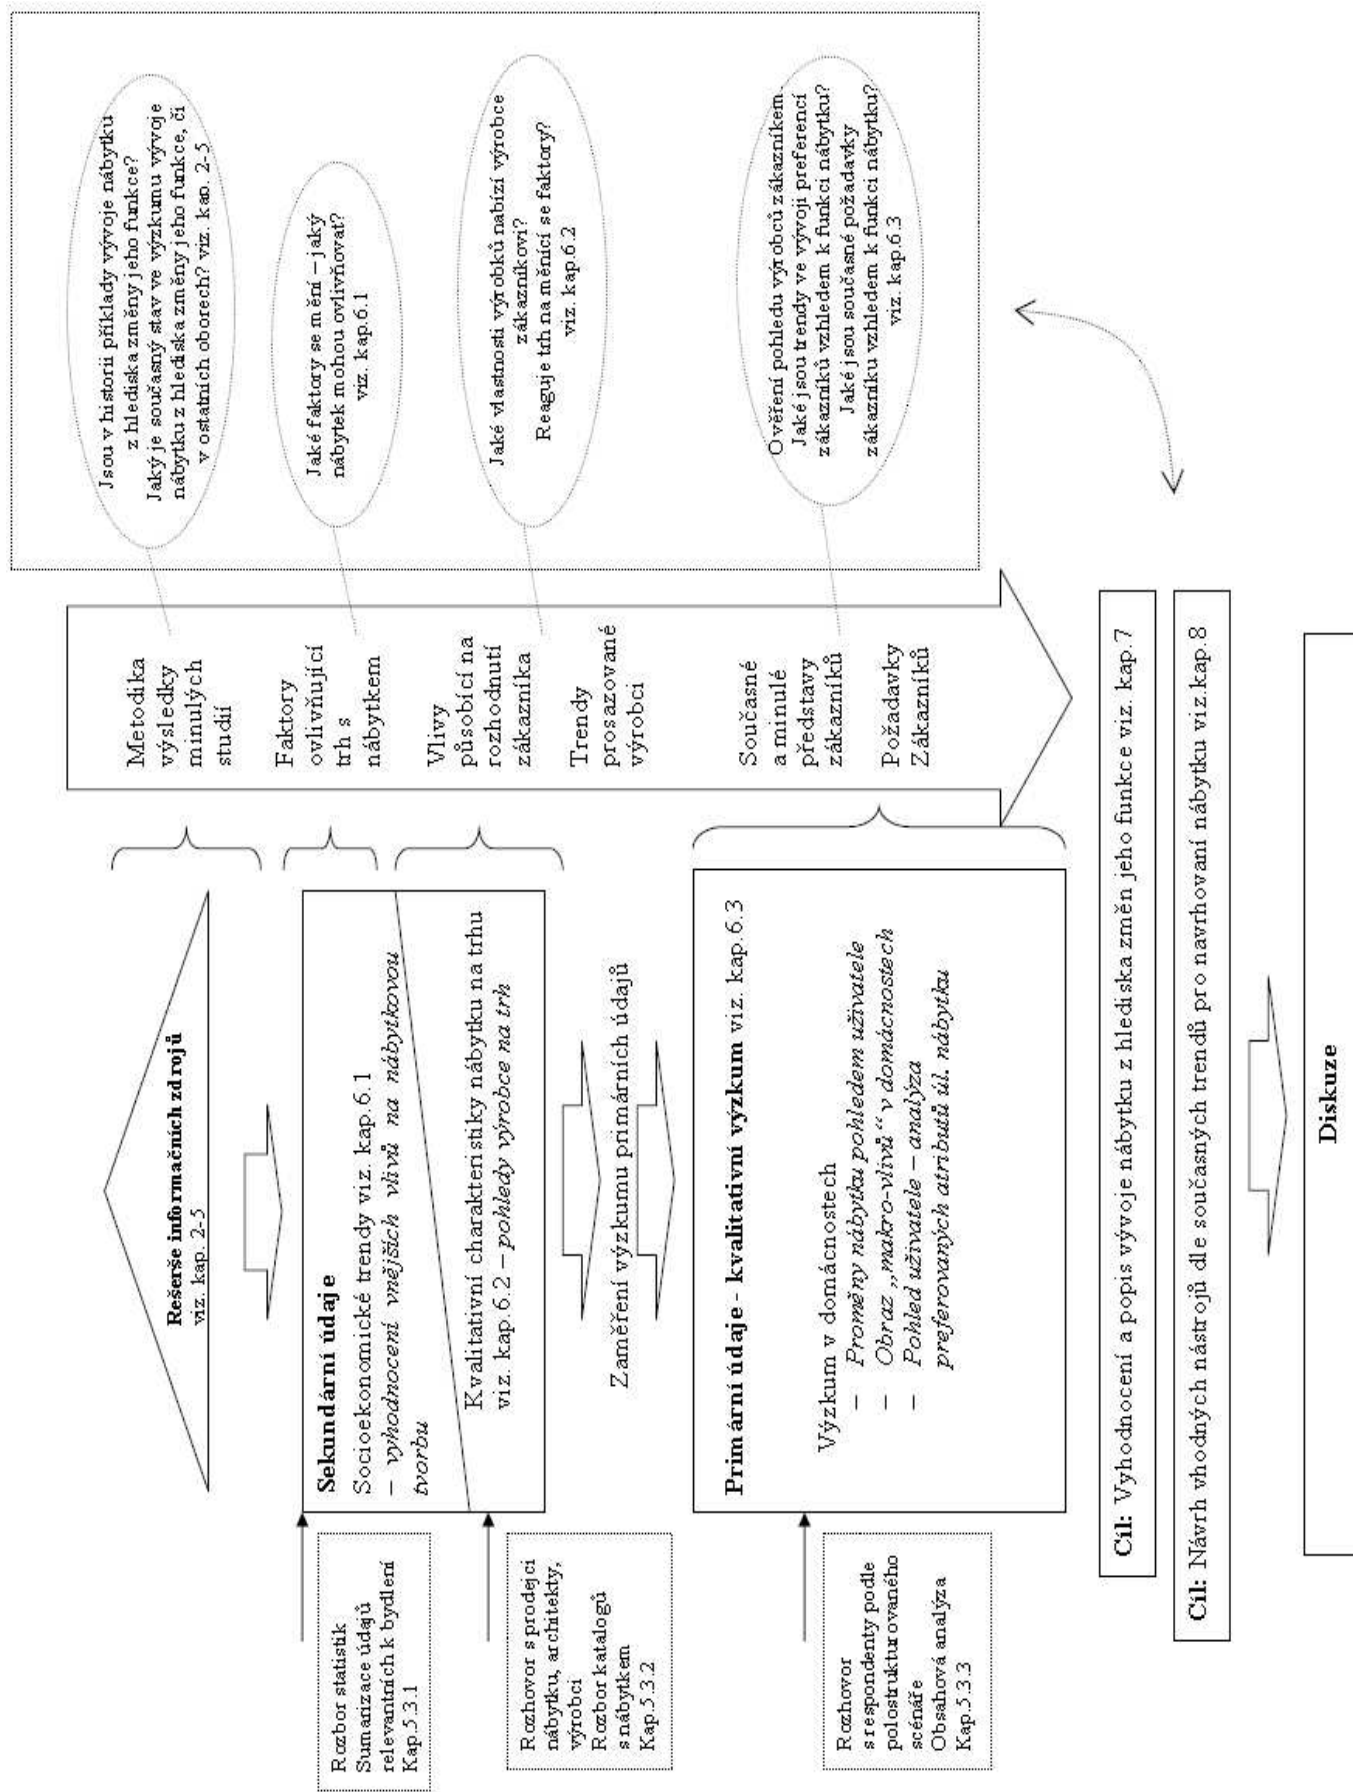 Rešerše informačních zdrojů
viz. kap. 2-5
Rozbor statistik
Sumarizace údajů
relevantních k bydlení
Kap.5.3.1
Sekundární údaje
Socioekonomické trendy viz. kap.6.1
– vyhodnocení vnějších vlivů na nábytkovou
tvorbu
Kvalitativní charakteristiky nábytku na trhu
viz. kap.6.2 – pohledy výrobce na trh
Rozhovor s prodejci
nábytku, architekty,
výrobci
Rozbor katalogů
s nábytkem
Kap.5.3.2
Zaměření výzkumu primárních údajů
Primární údaje - kvalitativní výzkum viz. kap.6.3
Výzkum v domácnostech
– Proměny nábytku pohledem uživatele
– Obraz „makro-vlivů“ v domácnostech
– Pohled uživatele – analýza
preferovaných atributů úl. nábytku
Rozhovor
s respondenty podle
polostrukturovaného
scénáře
Obsahová analýza
Kap.5.3.3
Metodika
výsledky
minulých
studií
Faktory
ovlivňující
trh s
nábytkem
Vlivy
působící na
rozhodnutí
zákazníka
Trendy
prosazované
výrobci
Současné
a minulé
představy
zákazníků
Požadavky
Zákazníků
Jsou v historii příklady vývoje nábytku
z hlediska změny jeho funkce?
Jaký je současný stav ve výzkumu vývoje
nábytku z hlediska změny jeho funkce, či
v ostatních oborech? viz. kap. 2-5
Jaké faktory se mění – jaký
nábytek mohou ovlivňovat?
viz. kap.6.1
Jaké vlastnosti výrobků nabízí výrobce
zákazníkovi?
Reaguje trh na měnící se faktory?
viz. kap.6.2
Ověření pohledu výrobců zákazníkem
Jaké jsou trendy ve vývoji preferencí
zákazníků vzhledem k funkci nábytku?
Jaké jsou současné požadavky
zákazníku vzhledem k funkci nábytku?
viz. kap.6.3
Cíl: Vyhodnocení a popis vývoje nábytku z hlediska změn jeho funkce viz. kap.7
Cíl: Návrh vhodných nástrojů dle současných trendů pro navrhovaní nábytku viz.kap.8
Diskuze